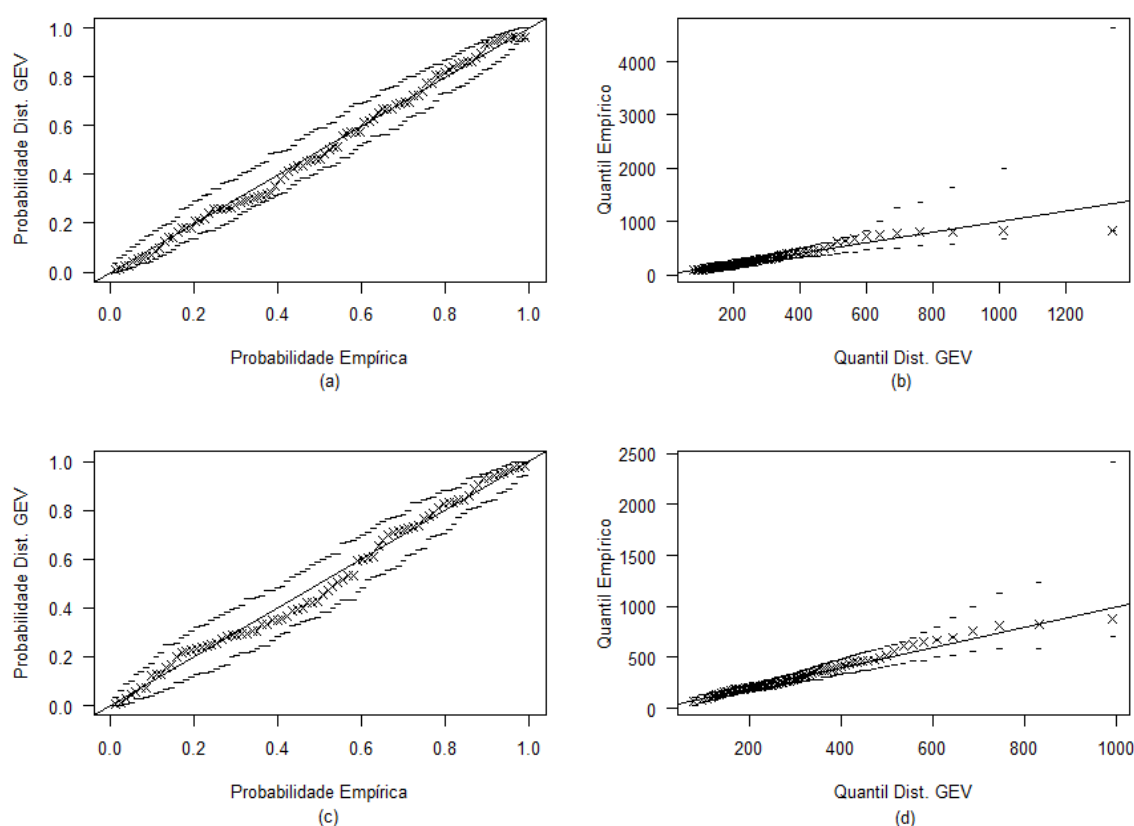 Probabilidade Dist. GEV
1.0
0.8
0.6
0.4
0.2
0.0
0.0 0.2 0.4 0.6 0.8 1.0
Probabilidade Empírica
(a)
Quantil Empírico
4000
3000
2000
1000
0
200 400 600 800 1000 1200
Quantil Dist. GEV
(b)
Probabilidade Dist. GEV
1.0
0.8
0.6
0.4
0.2
0.0
0.0 0.2 0.4 0.6 0.8 1.0
Probabilidade Empírica
(c)
Quantil Empírico
2500
2000
1500
1000
500
0
200 400 600 800 1000
Quantil Dist. GEV
(d)